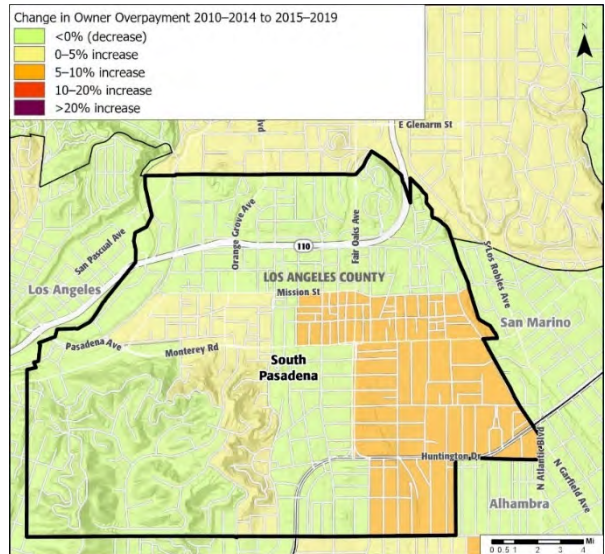 Change in Owner Overpayment 2010–2014 to 2015–2019
<0% (decrease)
0–5% increase
5–10% increase
10–20% increase
>20% increase
N
E Glenarm St
San Pascual Ave
Orange Grove Ave
Fair Oaks Ave
110
S Los Robles Ave
LOS ANGELES COUNTY
Los Angeles
Mission St
San Marino
Pasadena Ave
Monterey Rd
South
Pasadena
Huntington Dr
N Atlantic Blvd
N Garfield Ave
Alhambra
Mi
0 0.5 1 2 3 4